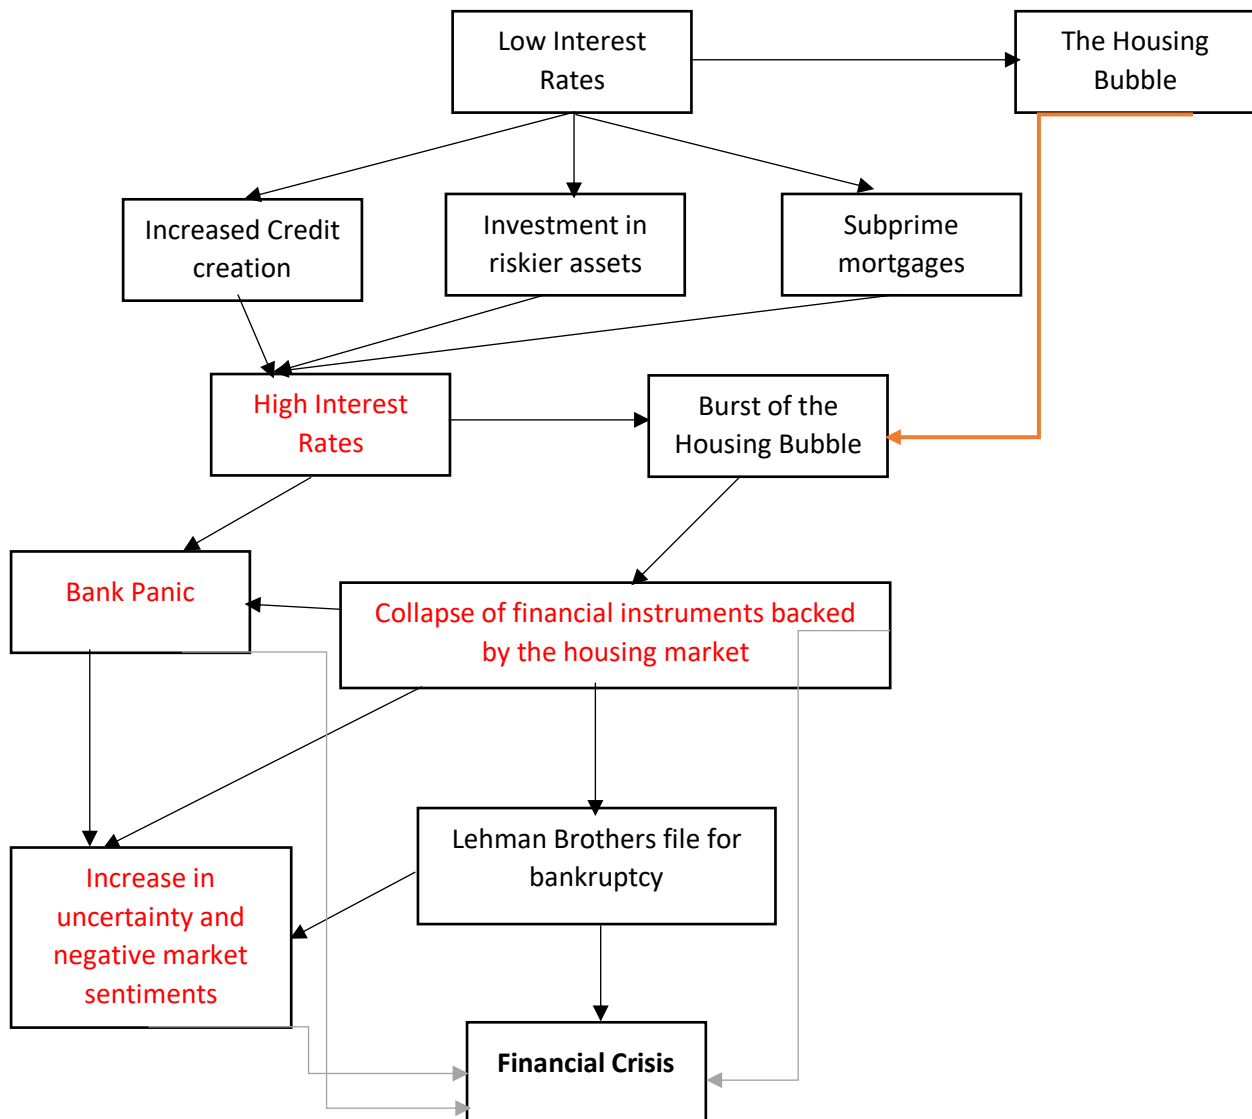 Low Interest
Rates
The Housing
Bubble
Increased Credit
creation
Investment in
riskier assets
Subprime
mortgages
High Interest
Rates
Burst of the
Housing Bubble
Bank Panic
Collapse of financial instruments backed
by the housing market
Lehman Brothers file for
bankruptcy
Increase in
uncertainty and
negative market
sentiments
Financial Crisis